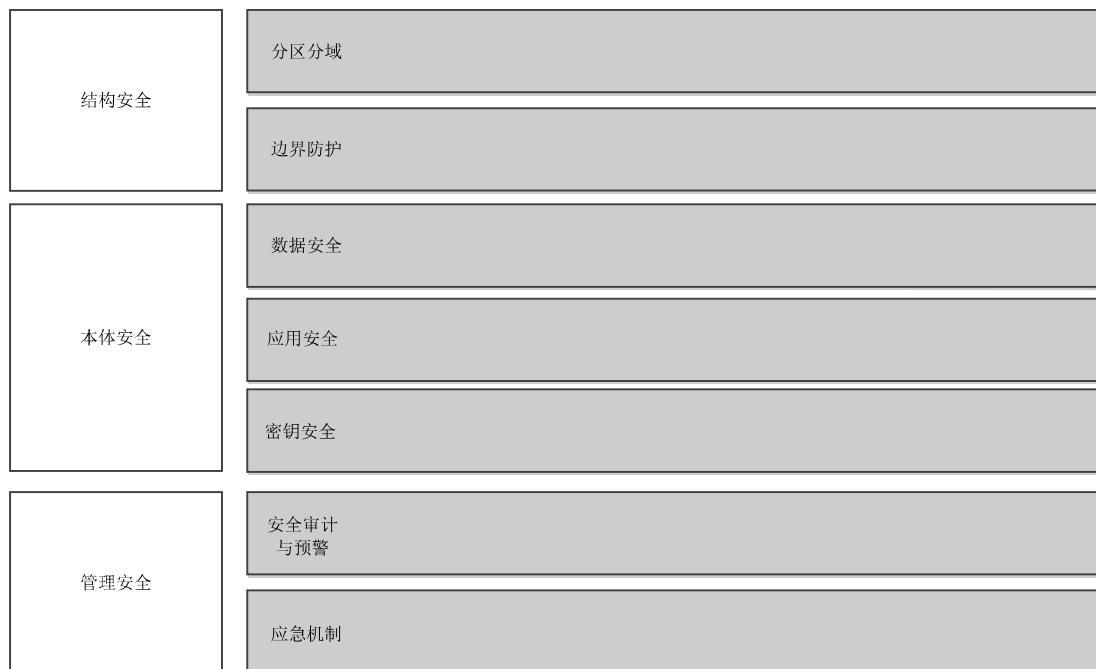 结构安全
分区分域
边界防护
本体安全
数据安全
应用安全
密钥安全
管理安全
安全审计
与预警
应急机制